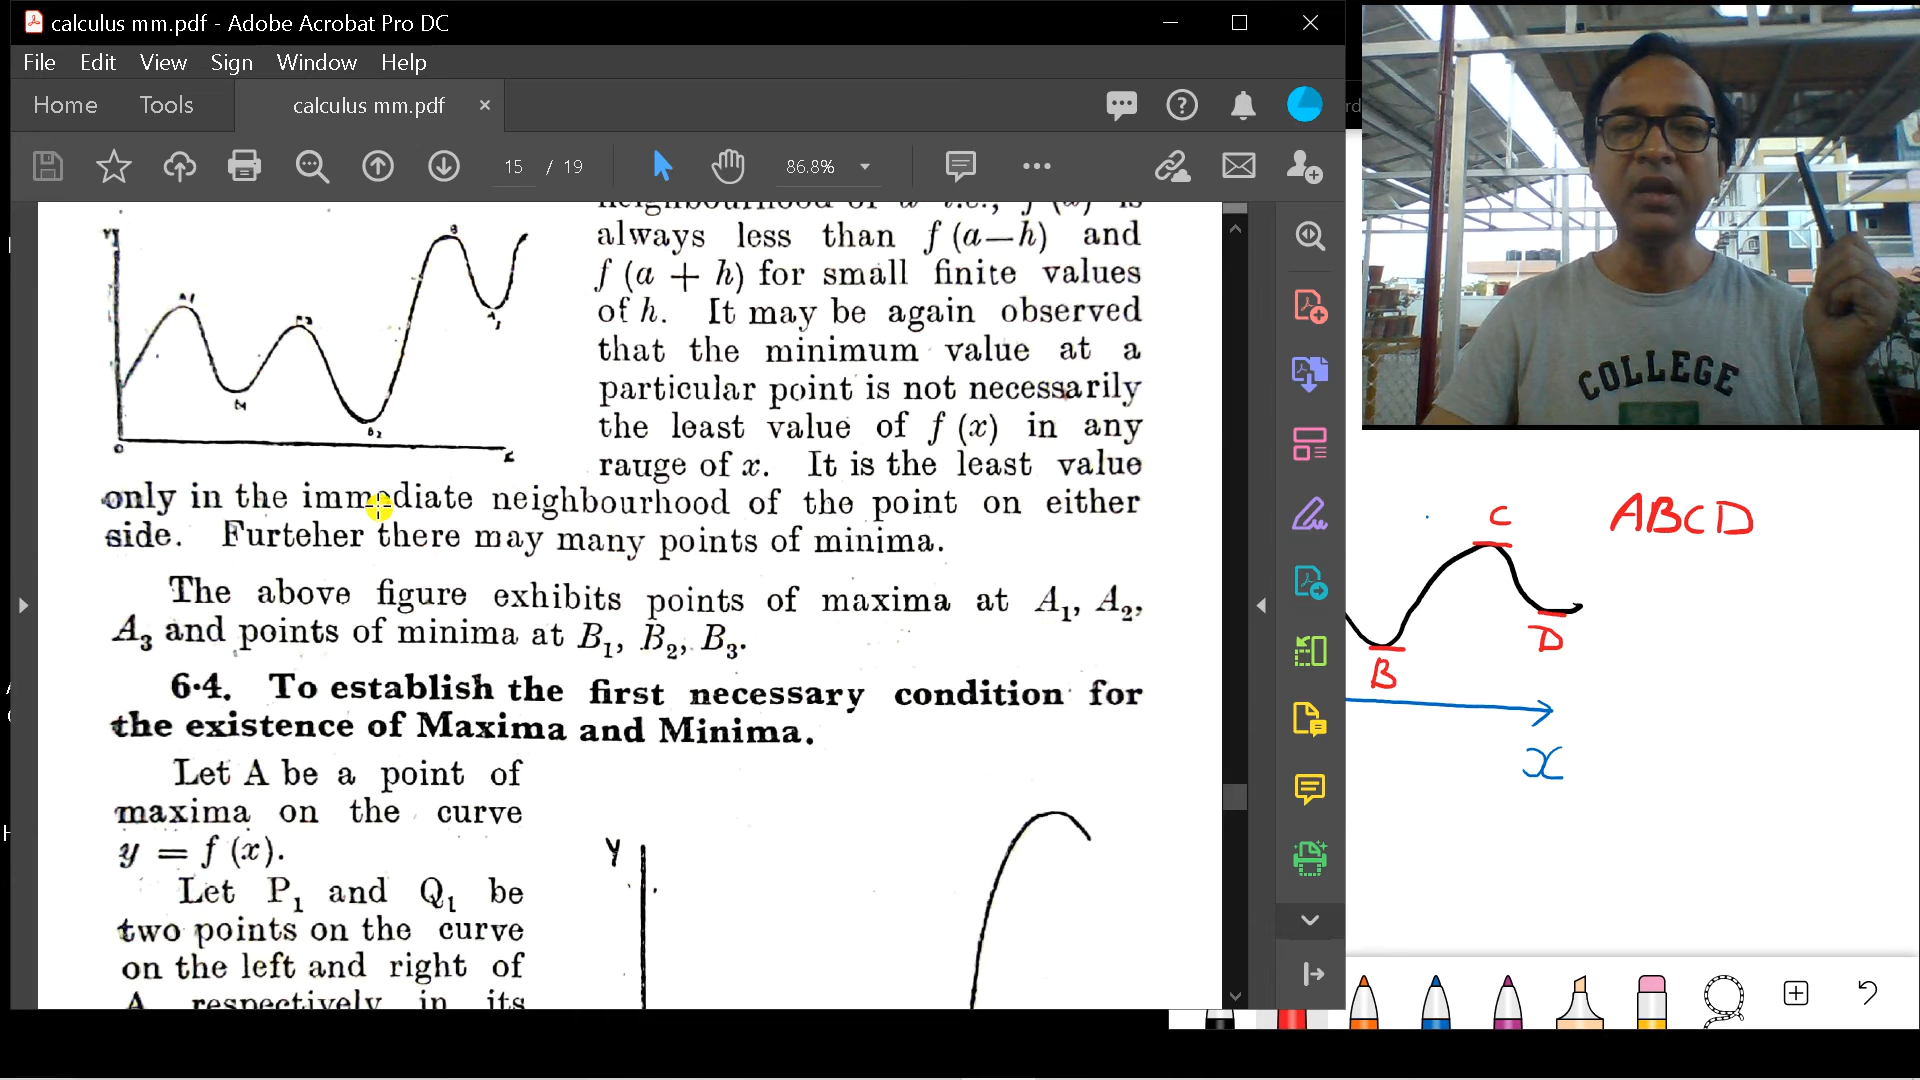 calculus mm.pdf - Adobe Acrobat Pro DC
File Edit View Sign Window Help
Home Tools calculus mm.pdf ×
15 / 19 86.8%
always less than f (a—h) and
f (a + h) for small finite values
of h. It may be again observed
that the minimum value at a
particular point is not necessarily
the least value of f (x) in any
rauge of x. It is the least value
only in the immediate neighbourhood of the point on either
side. Furteher there may many points of minima.
The above figure exhibits points of maxima at A₁, A₂,
A₃ and points of minima at B₁, B₂, B₃.
6·4. To establish the first necessary condition for
the existence of Maxima and Minima.
Let A be a point of
maxima on the curve
y = f (x).
Let P₁ and Q₁ be
two points on the curve
on the left and right of
A respectively in its
Y
COLLEGE
C ABCD
B D
x